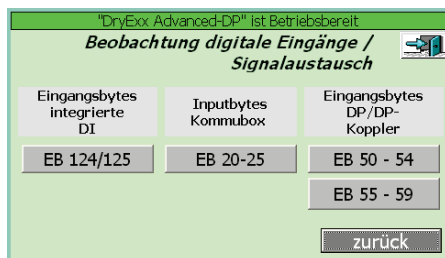 "DryExx Advanced-DP" ist Betriebsbereit
Beobachtung digitale Eingänge /
Signalaustausch
Eingangsbytes
integrierte
DI
Inputbytes
Kommubox
Eingangsbytes
DP/DP-
Koppler
EB 124/125
EB 20-25
EB 50 - 54
EB 55 - 59
zurück